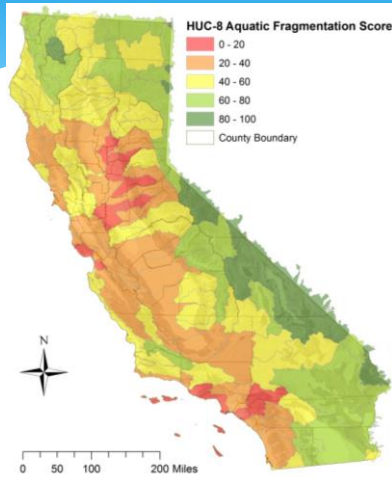 HUC-8 Aquatic Fragmentation Score
0 - 20
20 - 40
40 - 60
60 - 80
80 - 100
County Boundary
N
0 50 100 200 Miles